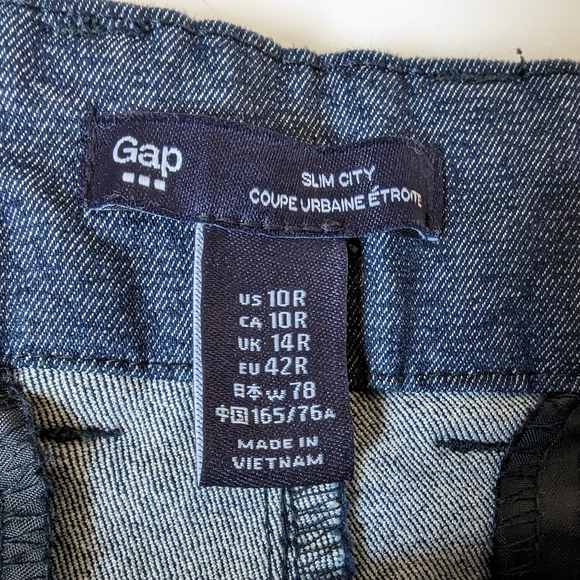 Gap
SLIM CITY
COUPE URBAINE ÉTROITE
US 10R
CA 10R
UK 14R
EU 42R
日本 W 78
中国 165/76A
MADE IN
VIETNAM